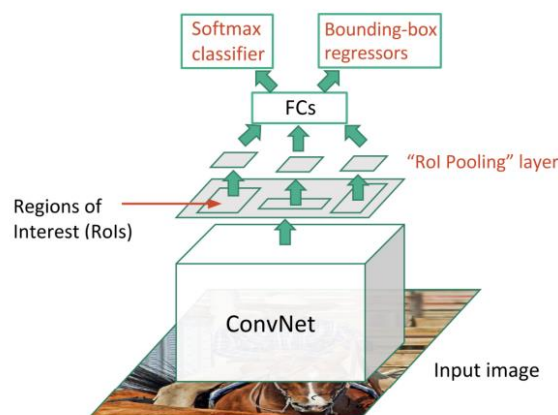 Softmax
classifier
Bounding-box
regressors
FCs
“RoI Pooling” layer
Regions of
Interest (RoIs)
ConvNet
Input image